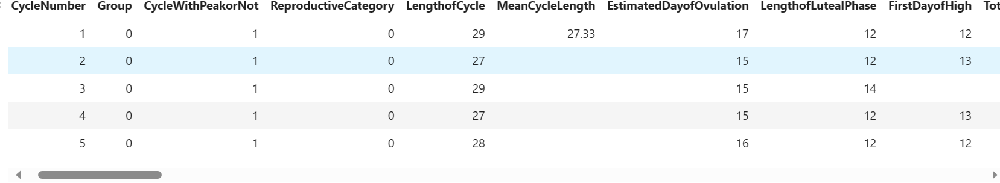 CycleNumber Group CycleWithPeakorNot ReproductiveCategory LengthofCycle MeanCycleLength EstimatedDayofOvulation LengthofLutealPhase FirstDayofHigh Tot
1 0 1 0 29 27.33 17 12 12
2 0 1 0 27 15 12 13
3 0 1 0 29 15 14
4 0 1 0 27 15 12 13
5 0 1 0 28 16 12 12